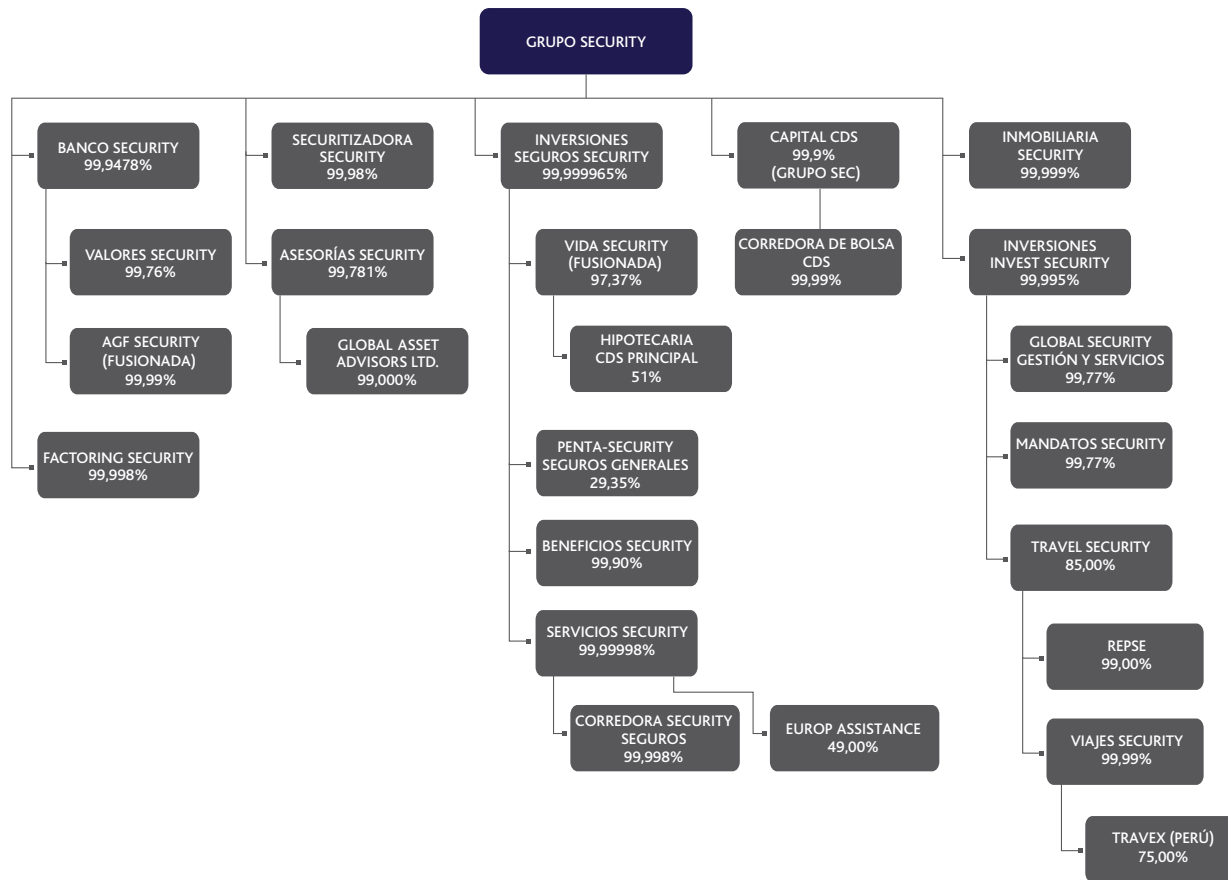 GRUPO SECURITY
BANCO SECURITY
99,9478%
VALORES SECURITY
99,76%
AGF SECURITY
(FUSIONADA)
99,99%
FACTORING SECURITY
99,998%
SECURITIZADORA
SECURITY
99,98%
ASESORÍAS SECURITY
99,781%
GLOBAL ASSET
ADVISORS LTD.
99,000%
INVERSIONES
SEGUROS SECURITY
99,999965%
VIDA SECURITY
(FUSIONADA)
97,37%
HIPOTECARIA
CDS PRINCIPAL
51%
PENTA-SECURITY
SEGUROS GENERALES
29,35%
BENEFICIOS SECURITY
99,90%
SERVICIOS SECURITY
99,99998%
CORREDORA SECURITY
SEGUROS
99,998%
EUROP ASSISTANCE
49,00%
CAPITAL CDS
99,9%
(GRUPO SEC)
CORREDORA DE BOLSA
CDS
99,99%
INMOBILIARIA
SECURITY
99,999%
INVERSIONES
INVEST SECURITY
99,995%
GLOBAL SECURITY
GESTIÓN Y SERVICIOS
99,77%
MANDATOS SECURITY
99,77%
TRAVEL SECURITY
85,00%
REPSE
99,00%
VIAJES SECURITY
99,99%
TRAVEX (PERÚ)
75,00%